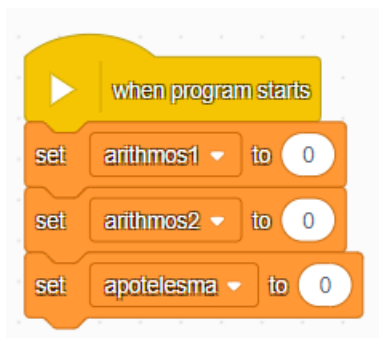 when program starts
set arithmos1 to 0
set arithmos2 to 0
set apotelesma to 0